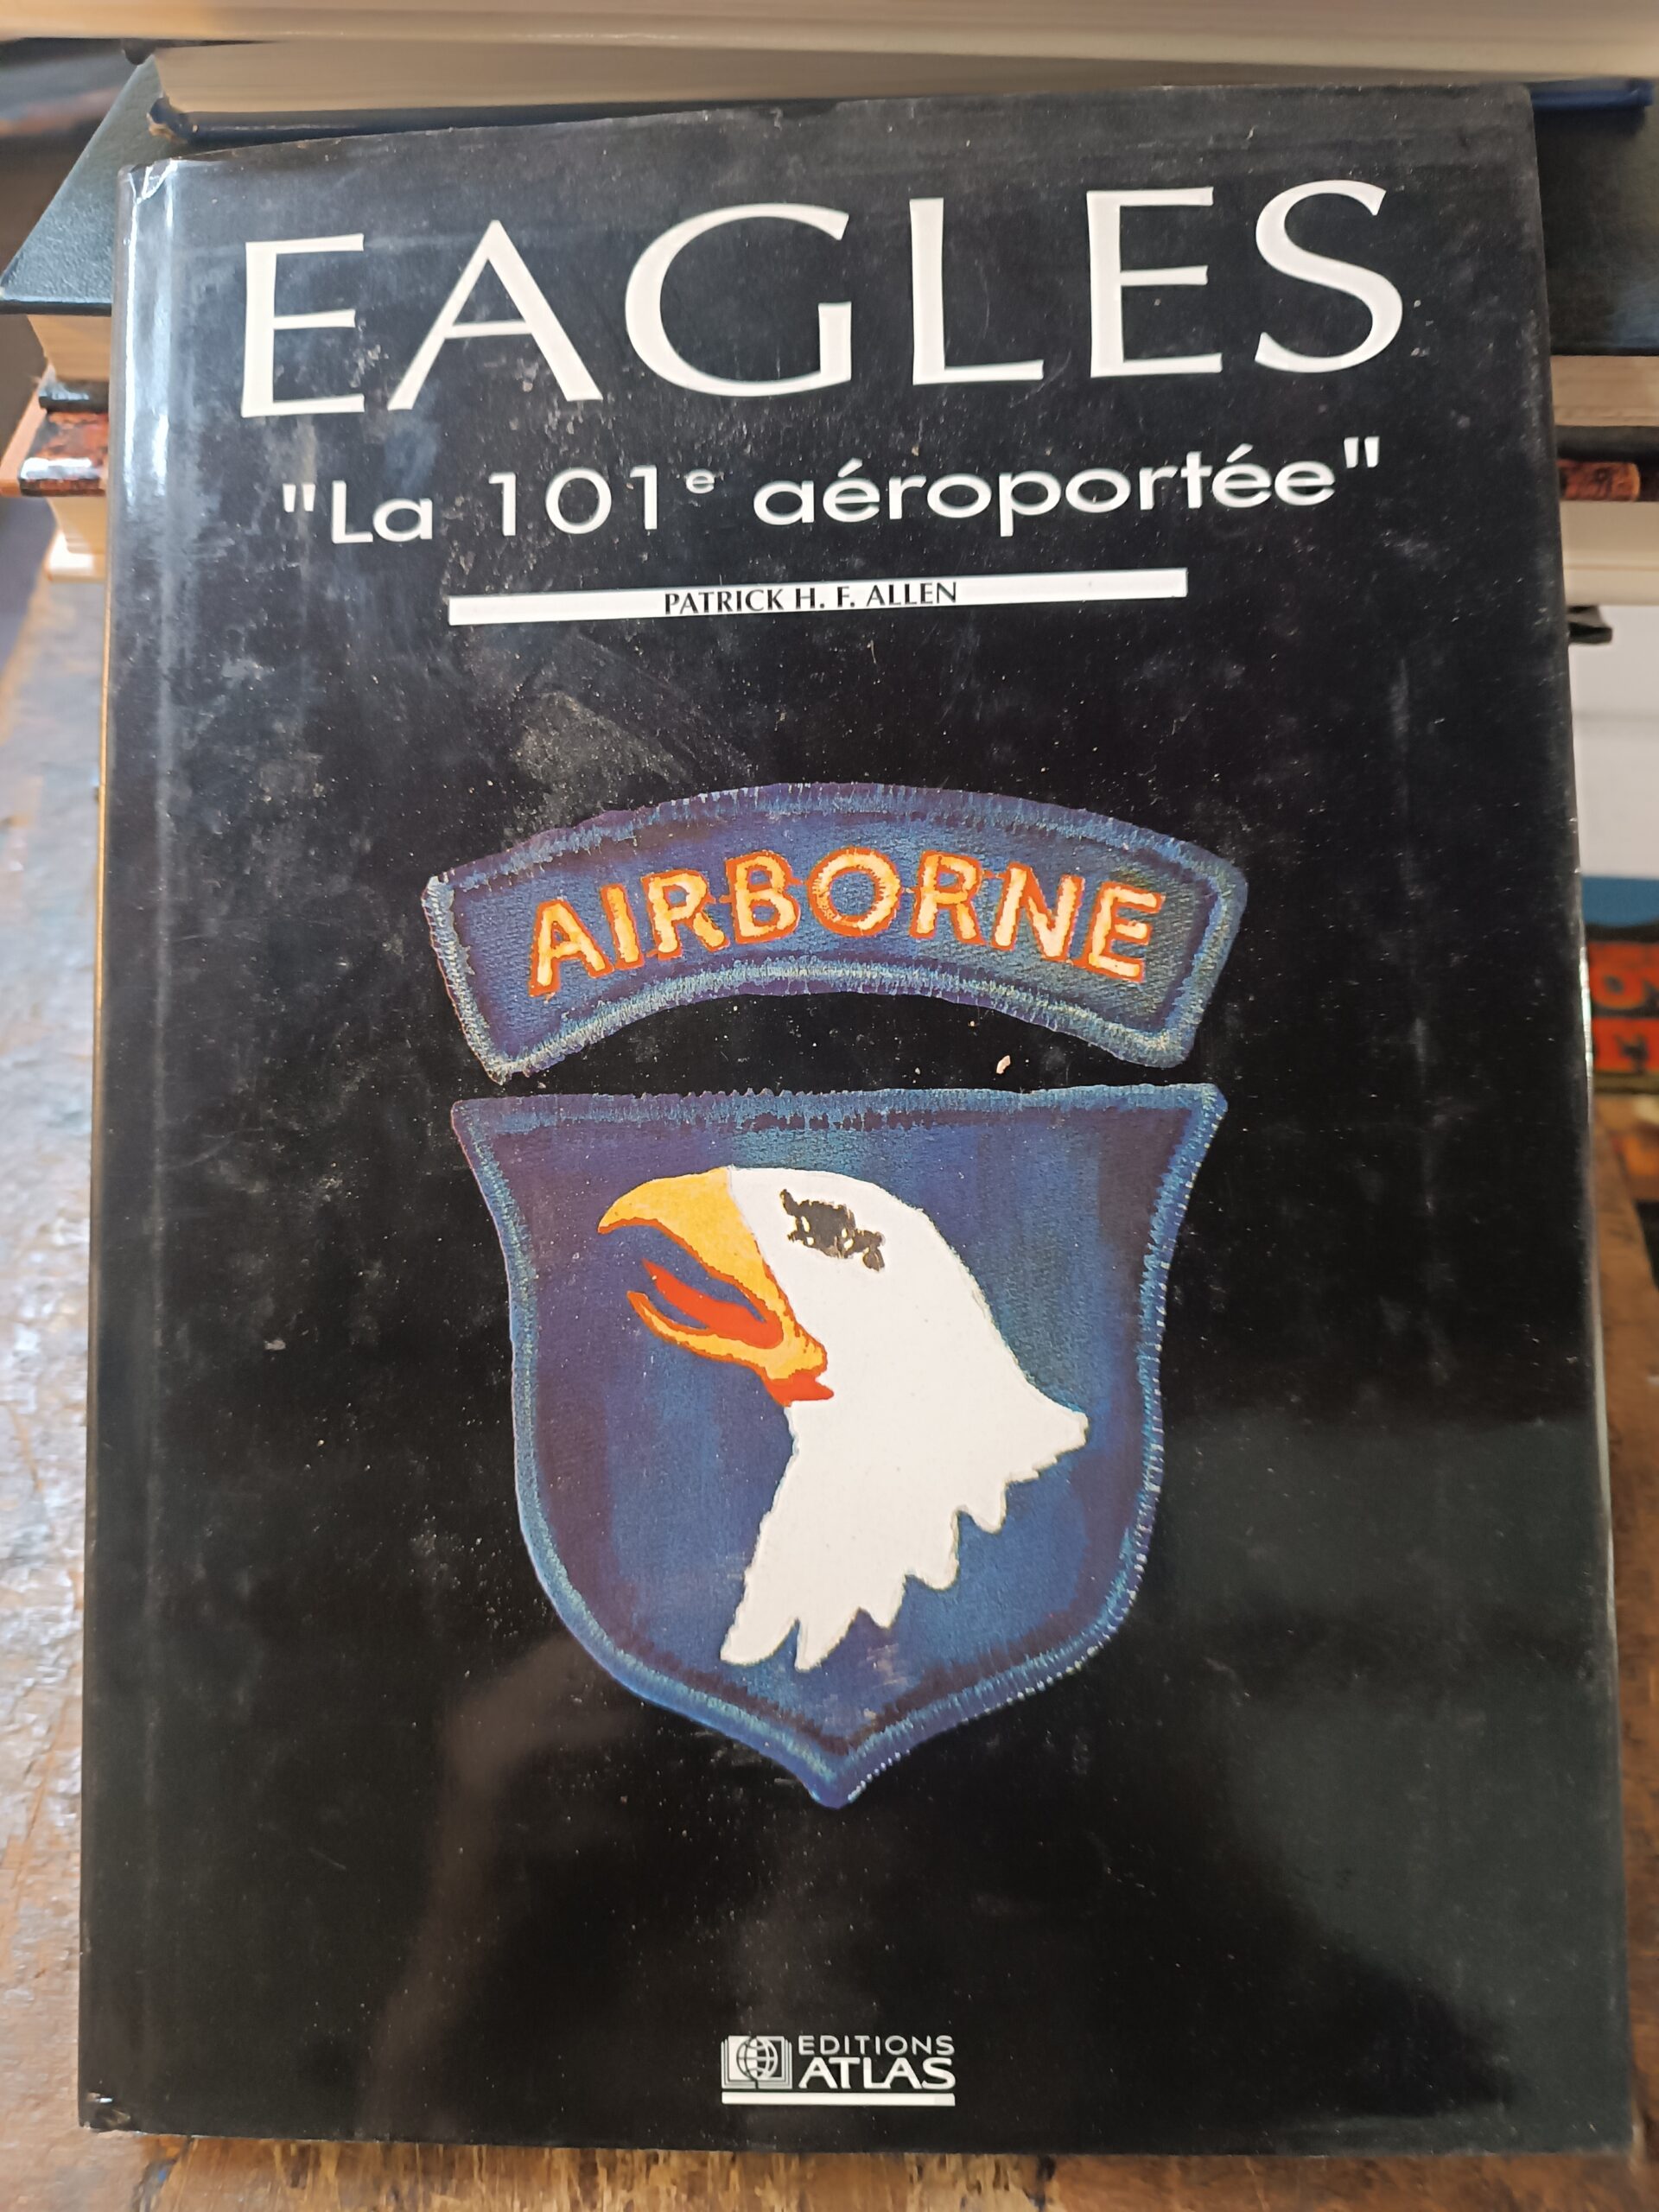 EAGLES
"La 101e aéroportée"
PATRICK H. F. ALLEN
AIRBORNE
EDITIONS
ATLAS